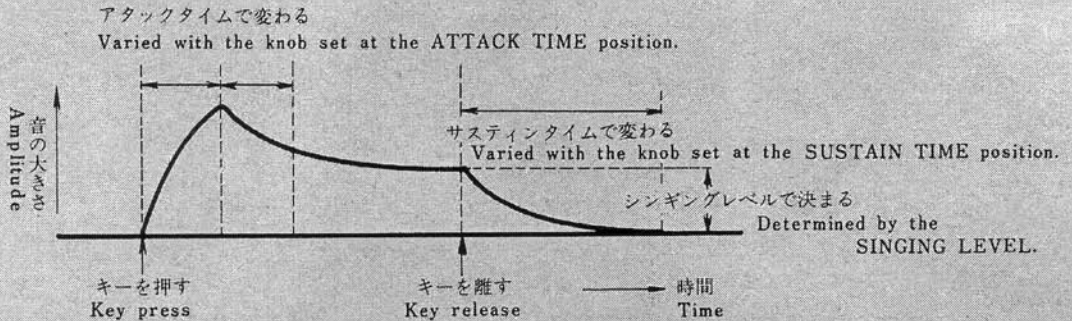 アタックタイムで変わる
Varied with the knob set at the ATTACK TIME position.
音の大きさ
Amplitude
サスティンタイムで変わる
Varied with the knob set at the SUSTAIN TIME position.
シンギングレベルで決まる
Determined by the
SINGING LEVEL.
キーを押す
Key press
キーを離す
Key release
時間
Time